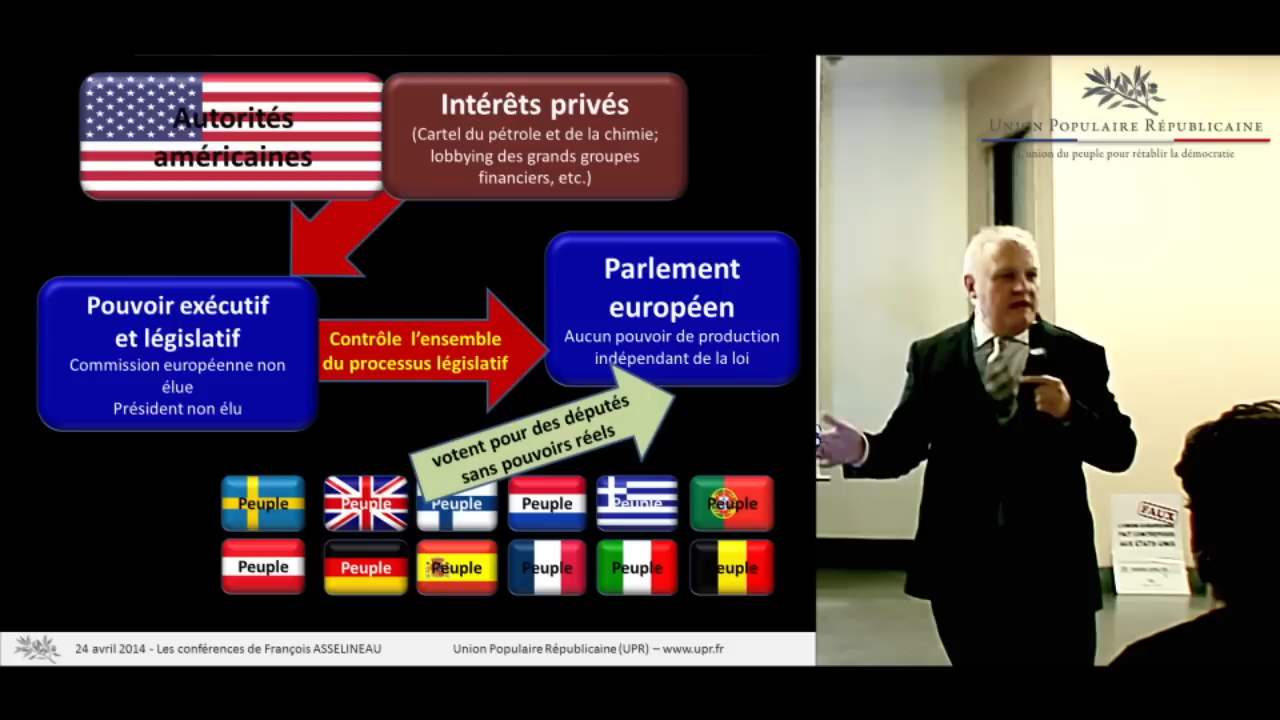 Autorités
américaines
Intérêts privés
(Cartel du pétrole et de la chimie;
lobbying des grands groupes
financiers, etc.)
Union Populaire Républicaine
L'union du peuple pour rétablir la démocratie
Pouvoir exécutif
et législatif
Commission européenne non
élue
Président non élu
Contrôle l'ensemble
du processus législatif
Parlement
européen
Aucun pouvoir de production
indépendant de la loi
votent pour des députés
sans pouvoirs réels
Peuple Peuple Peuple Peuple Peuple Peuple
Peuple Peuple Peuple Peuple Peuple Peuple
FAUX
24 avril 2014 - Les conférences de François ASSELINEAU
Union Populaire Républicaine (UPR) – www.upr.fr